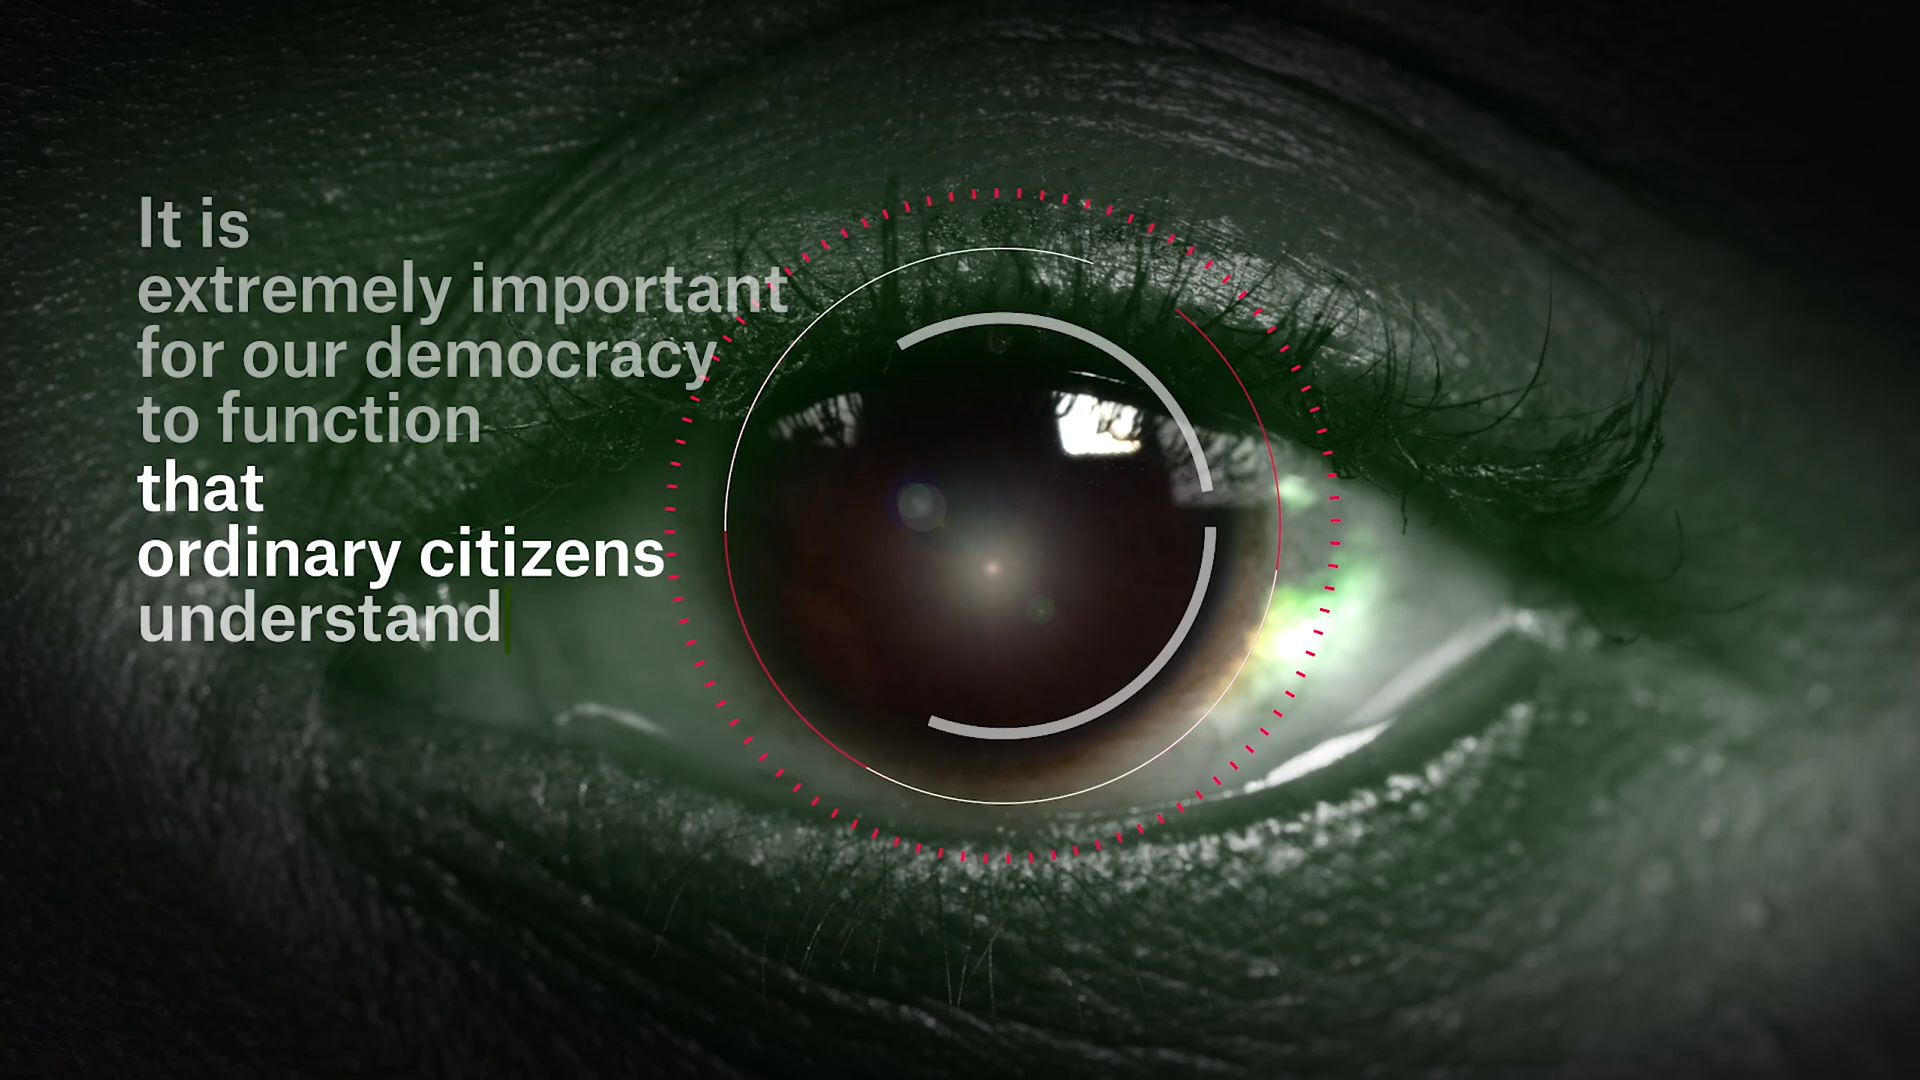 It is
extremely important
for our democracy
to function
that
ordinary citizens
understand